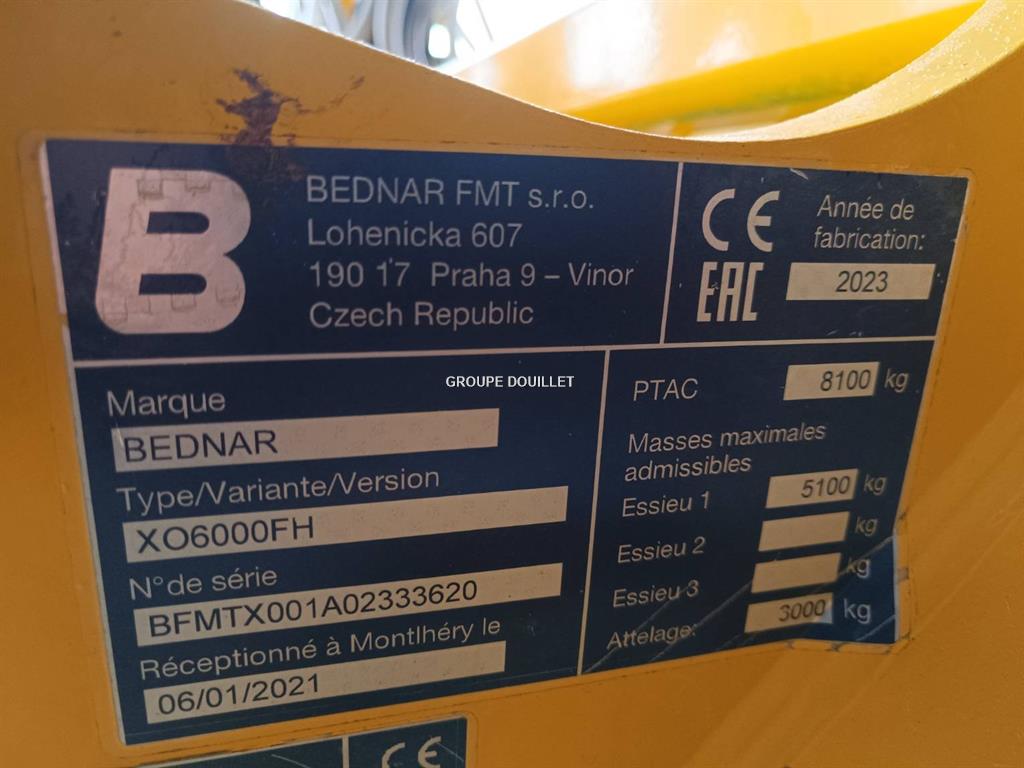 B
BEDNAR FMT s.r.o.
Lohenicka 607
190 17 Praha 9 – Vinor
Czech Republic
CE
EAC
Année de
fabrication:
2023
Marque
BEDNAR
Type/Variante/Version
XO6000FH
N°de série
BFMTX001A02333620
Réceptionné à Montlhéry le
06/01/2021
GROUPE DOUILLET
PTAC 8100 kg
Masses maximales
admissibles
Essieu 1 5100 kg
Essieu 2 kg
Essieu 3 kg
Attelage: 3000 kg
CE